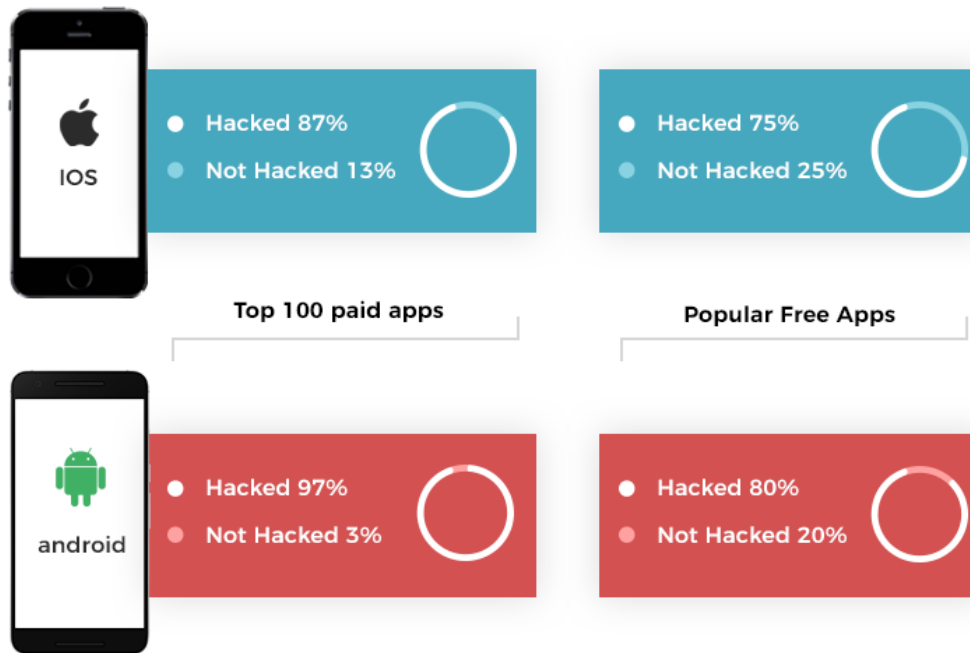 IOS
Hacked 87%
Not Hacked 13%
Hacked 75%
Not Hacked 25%
Top 100 paid apps
Popular Free Apps
android
Hacked 97%
Not Hacked 3%
Hacked 80%
Not Hacked 20%